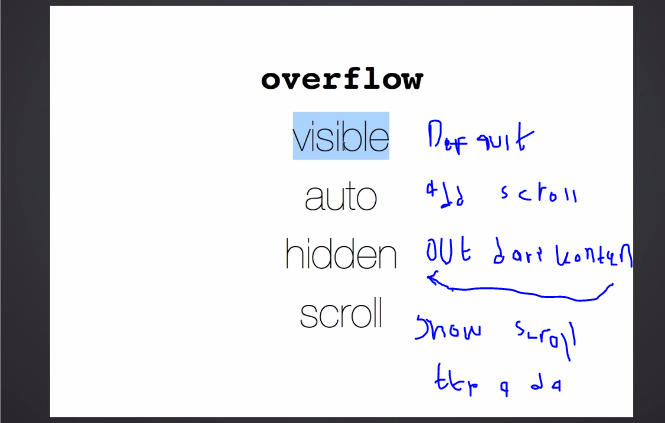 overflow
visible Default
auto add scroll
hidden OUt dari konten
scroll show scroll
ttp ada